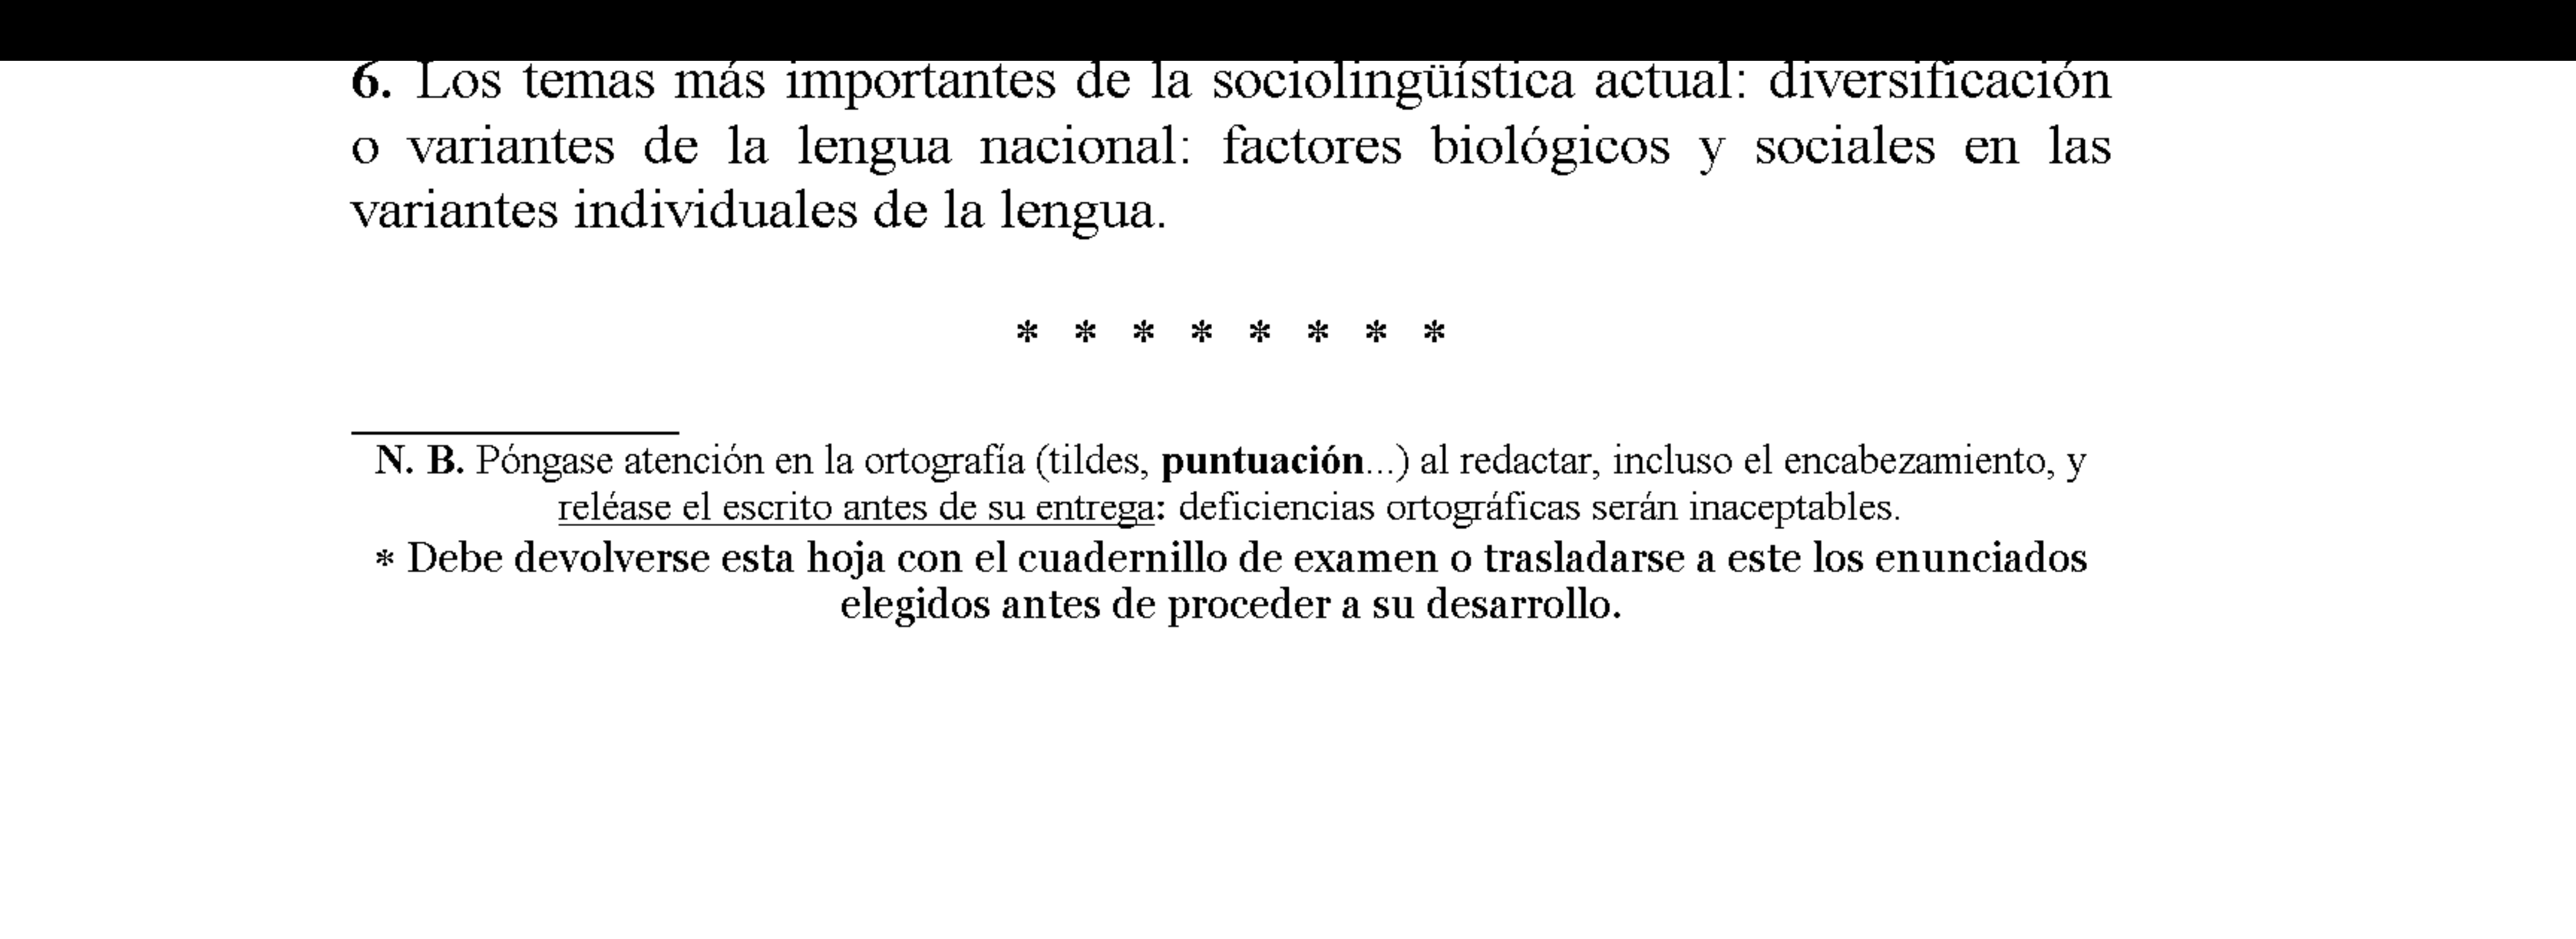 6. Los temas más importantes de la sociolingüística actual: diversificación
o variantes de la lengua nacional: factores biológicos y sociales en las
variantes individuales de la lengua.
* * * * * * * *
N. B. Póngase atención en la ortografía (tildes, puntuación...) al redactar, incluso el encabezamiento, y
reléase el escrito antes de su entrega: deficiencias ortográficas serán inaceptables.
* Debe devolverse esta hoja con el cuadernillo de examen o trasladarse a este los enunciados
elegidos antes de proceder a su desarrollo.